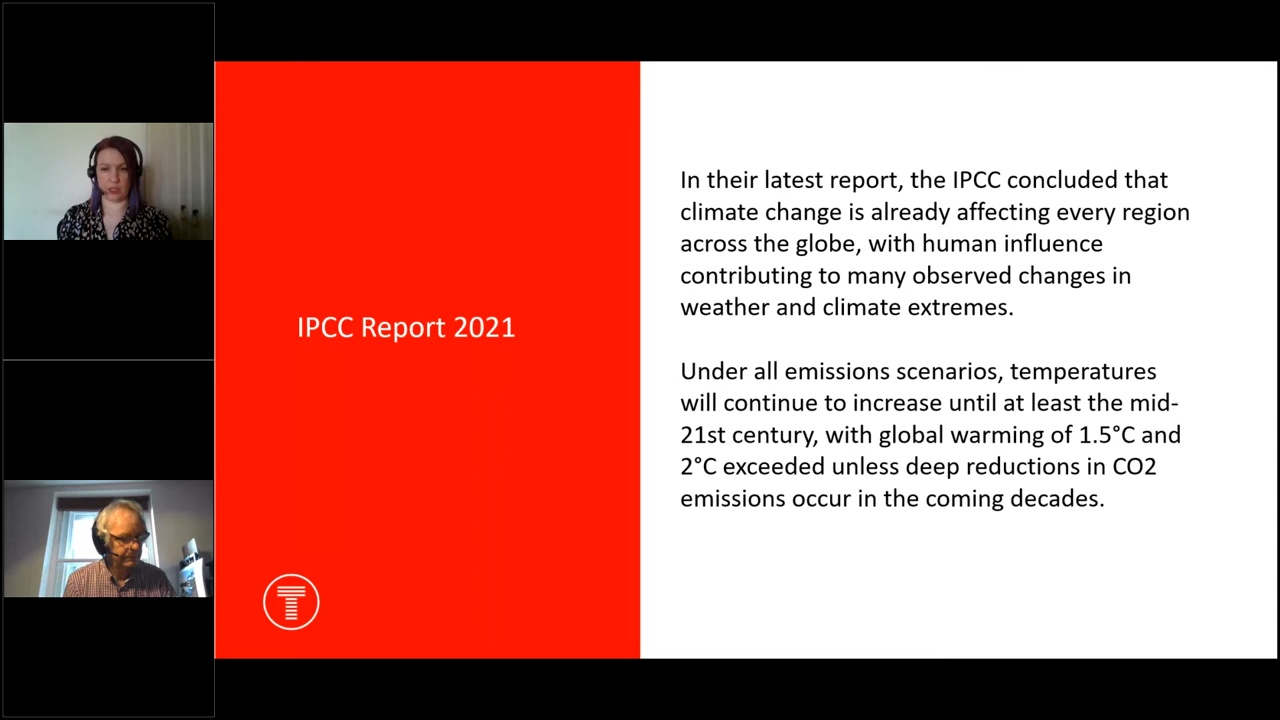 IPCC Report 2021
In their latest report, the IPCC concluded that
climate change is already affecting every region
across the globe, with human influence
contributing to many observed changes in
weather and climate extremes.
Under all emissions scenarios, temperatures
will continue to increase until at least the mid-
21st century, with global warming of 1.5°C and
2°C exceeded unless deep reductions in CO2
emissions occur in the coming decades.
T